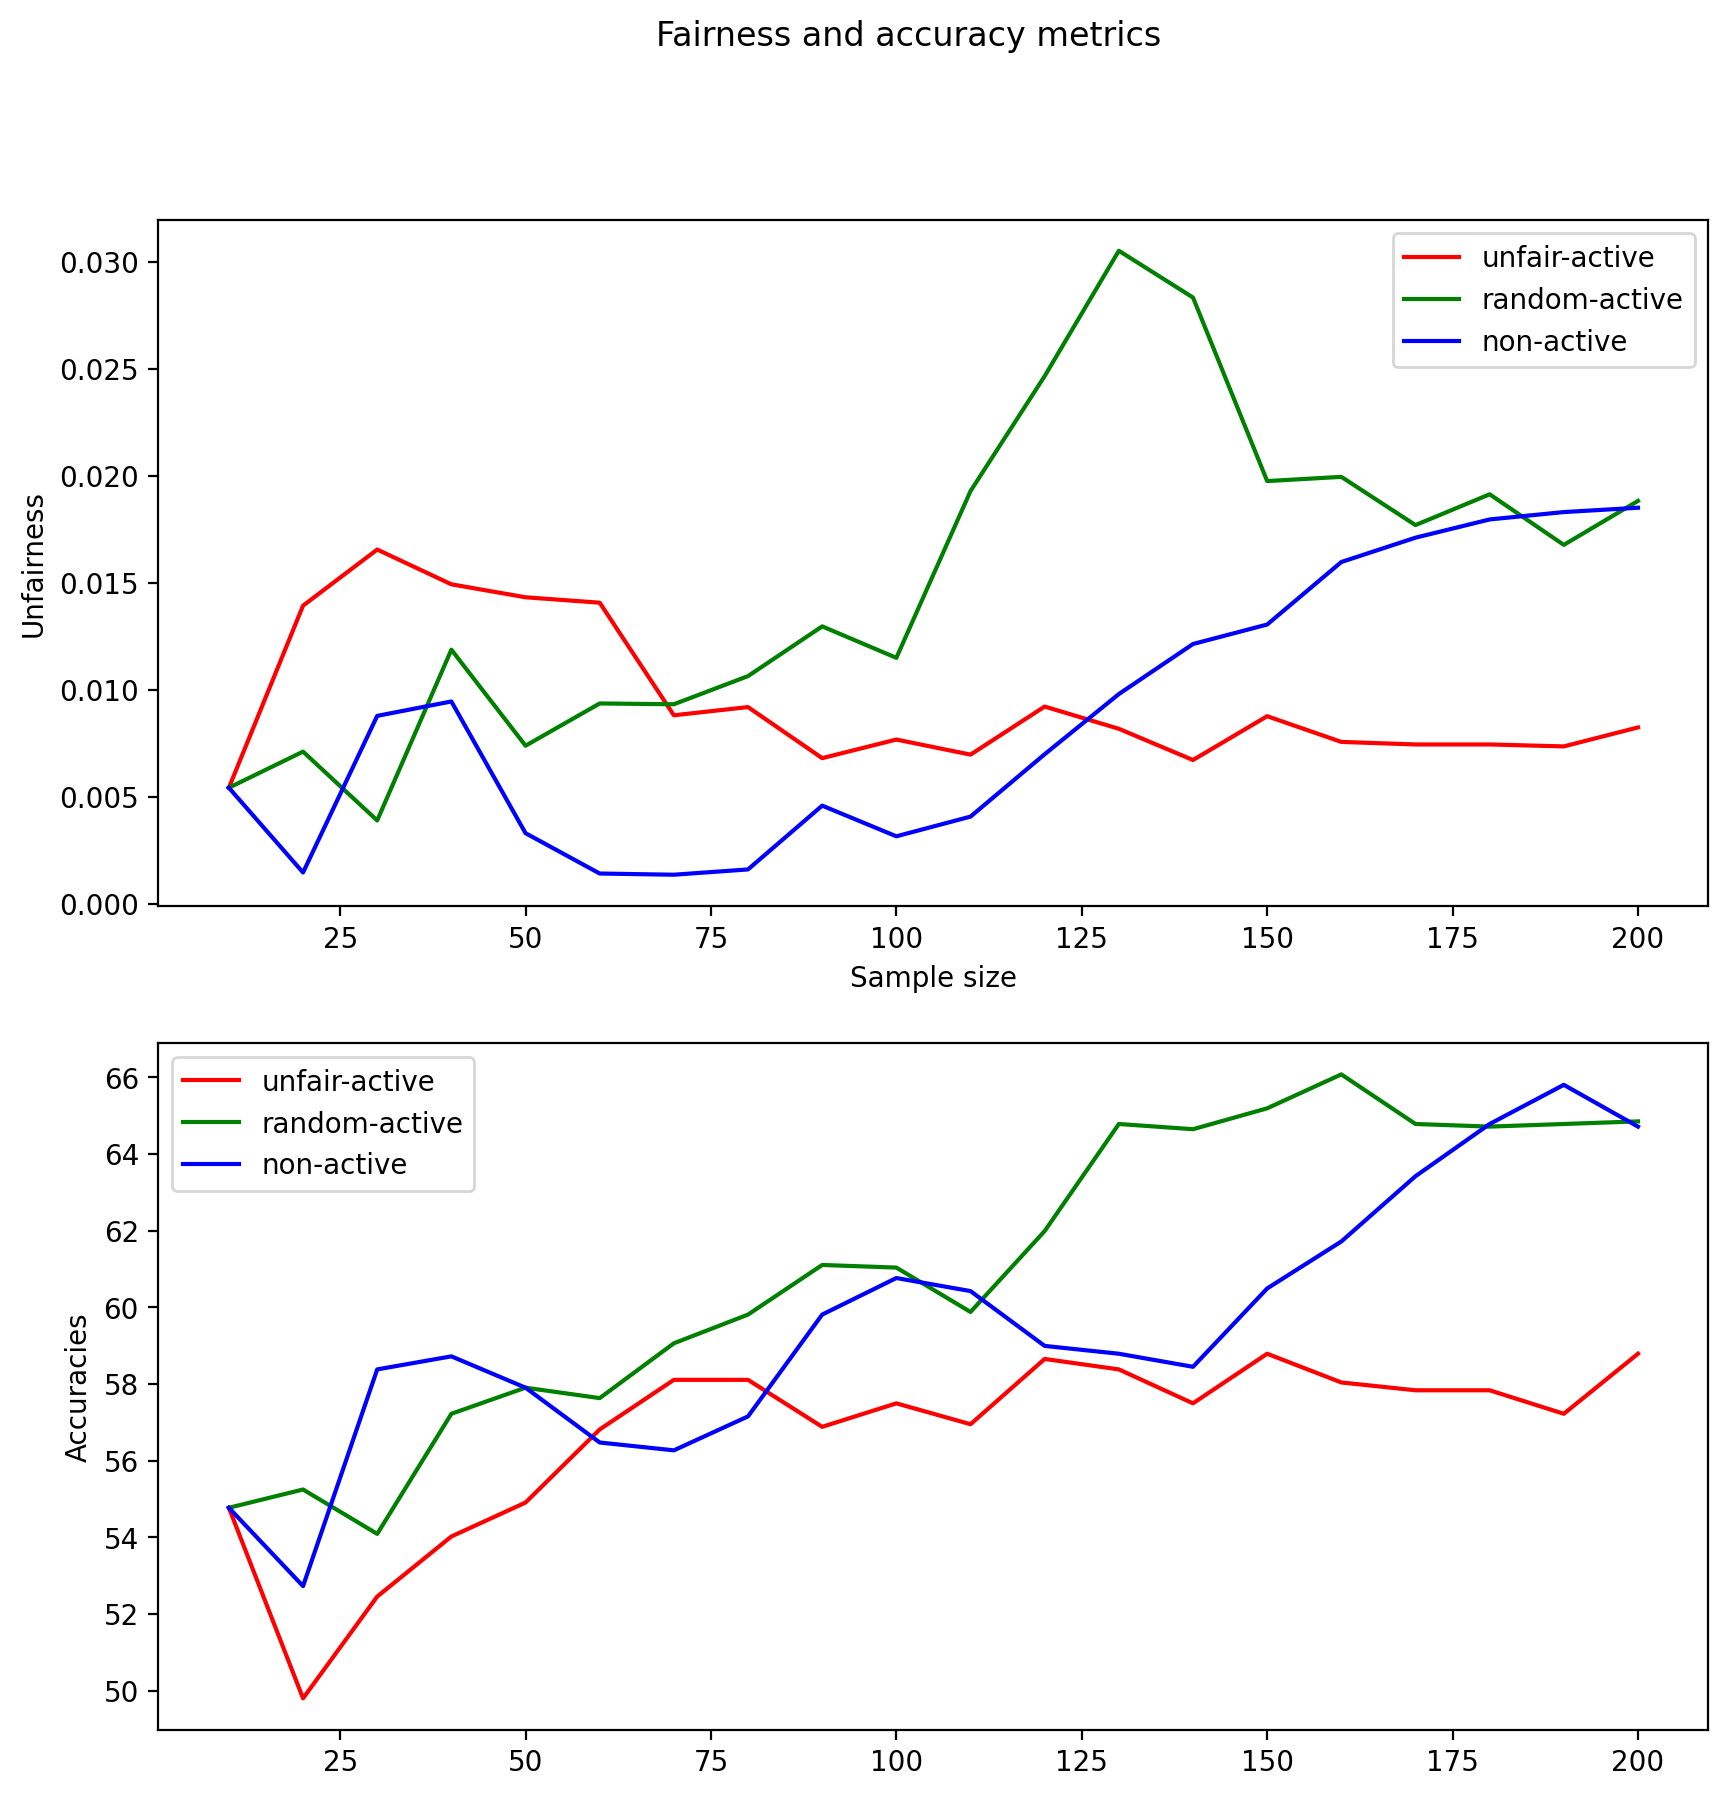 Fairness and accuracy metrics
Unfairness
0.030
0.025
0.020
0.015
0.010
0.005
0.000
unfair-active
random-active
non-active
25 50 75 100 125 150 175 200
Sample size
Accuracies
66
64
62
60
58
56
54
52
50
unfair-active
random-active
non-active
25 50 75 100 125 150 175 200